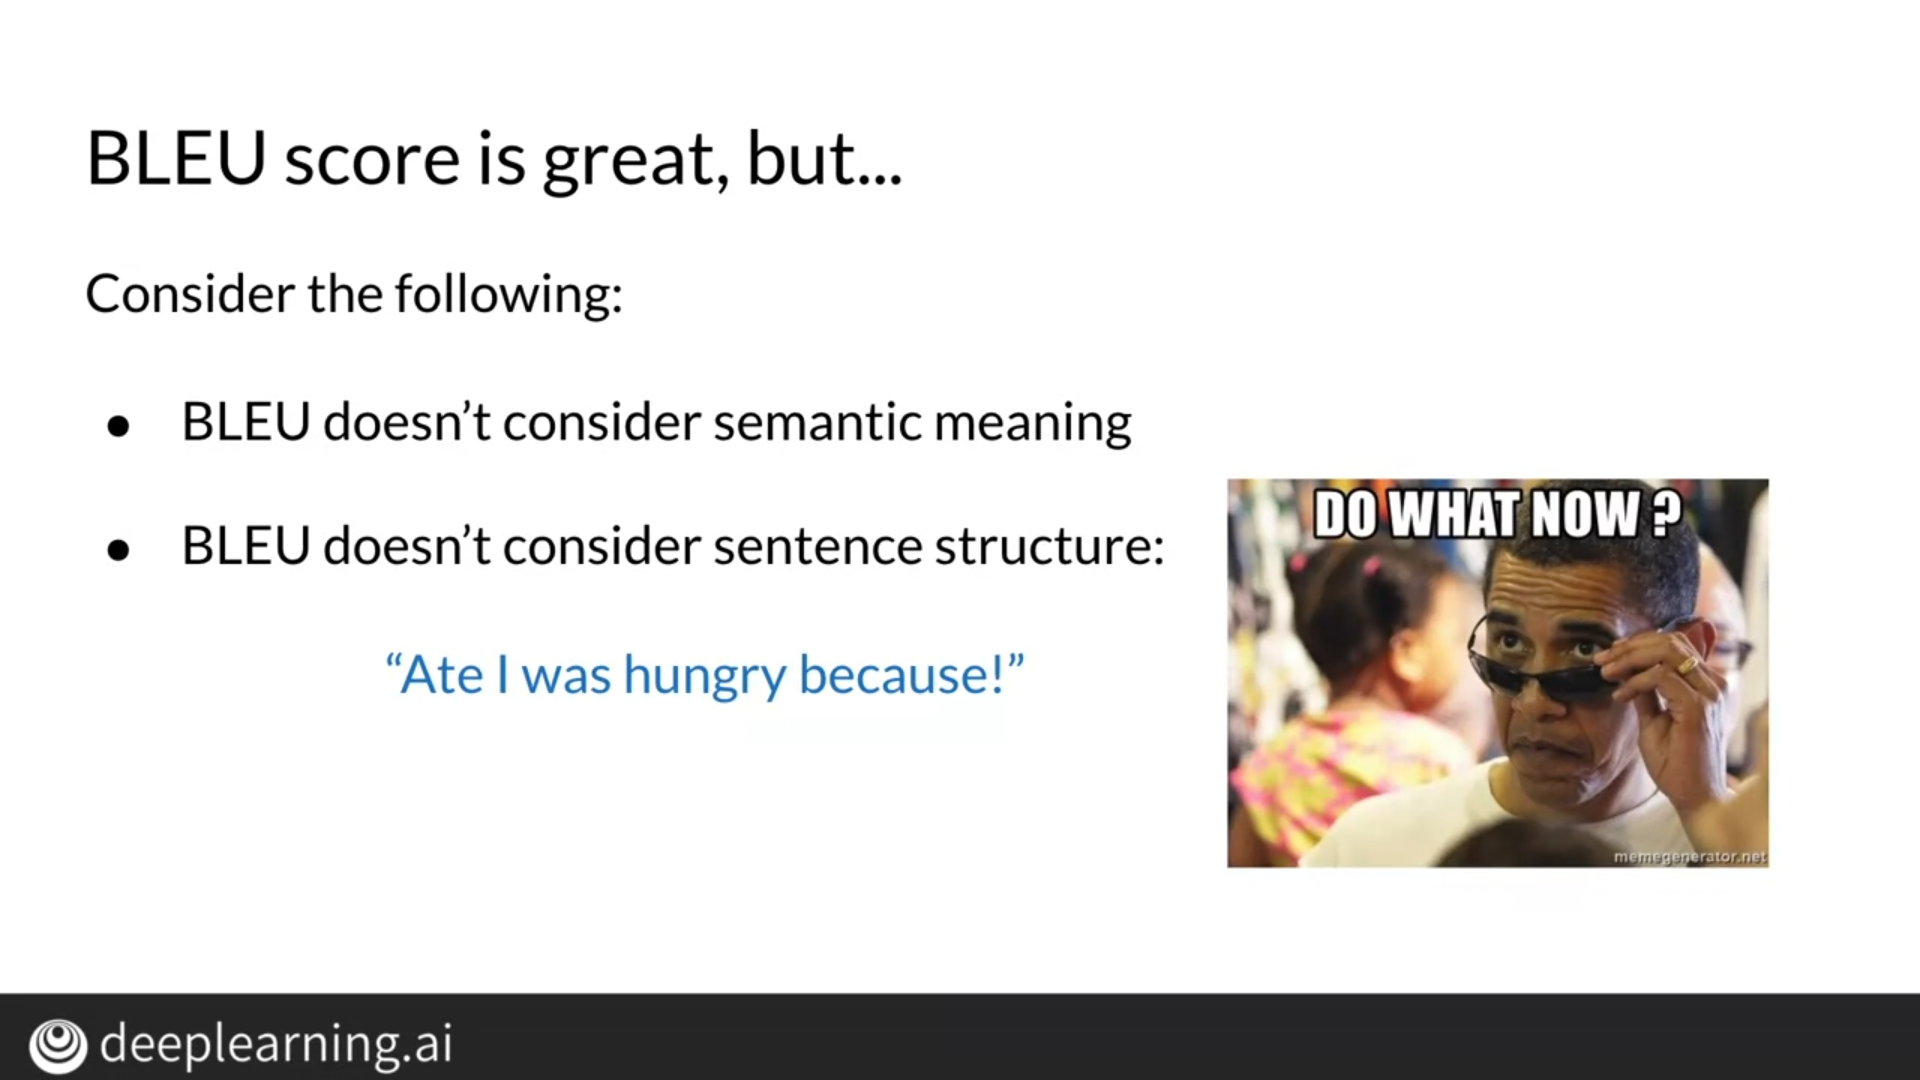 BLEU score is great, but...
Consider the following:
● BLEU doesn’t consider semantic meaning
● BLEU doesn’t consider sentence structure:
“Ate I was hungry because!”
DO WHAT NOW ?
memegenerator.net
deeplearning.ai